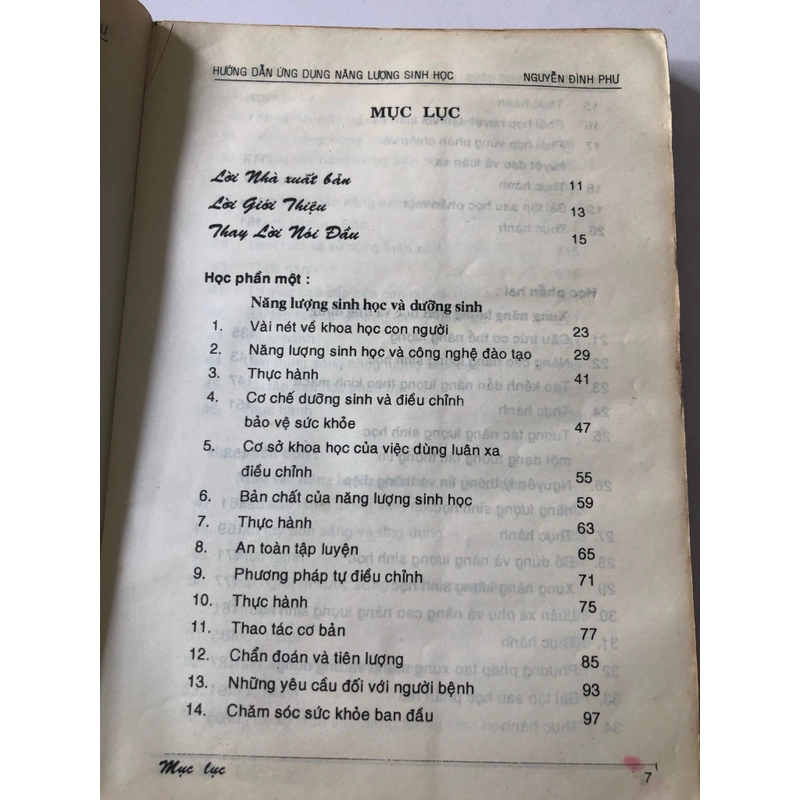 HƯỚNG DẪN ỨNG DỤNG NĂNG LƯỢNG SINH HỌC NGUYỄN ĐÌNH PHƯ
MỤC LỤC
Lời Nhà xuất bản 11
Lời Giới Thiệu 13
Thay Lời Nói Đầu 15
Học phần một :
Năng lượng sinh học và dưỡng sinh
1. Vài nét về khoa học con người 23
2. Năng lượng sinh học và công nghệ đào tạo 29
3. Thực hành 41
4. Cơ chế dưỡng sinh và điều chỉnh
bảo vệ sức khỏe 47
5. Cơ sở khoa học của việc dùng luân xa
điều chỉnh 55
6. Bản chất của năng lượng sinh học 59
7. Thực hành 63
8. An toàn tập luyện 65
9. Phương pháp tự điều chỉnh 71
10. Thực hành 75
11. Thao tác cơ bản 77
12. Chẩn đoán và tiên lượng 85
13. Những yêu cầu đối với người bệnh 93
14. Chăm sóc sức khỏe ban đầu 97
Mục lục 7